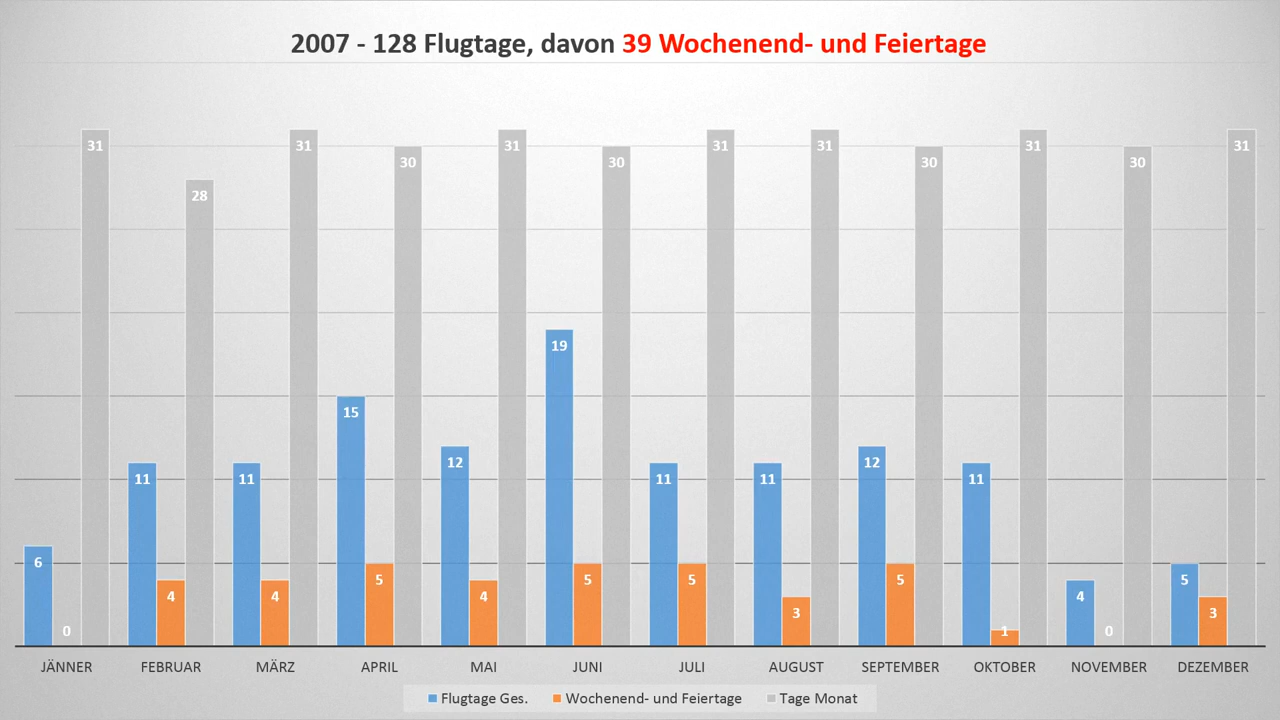 2007 - 128 Flugtage, davon 39 Wochenend- und Feiertage
31 31 31 31 31 31 31
30 30 30 30
28
19
15
12 12
11 11 11 11 11
6 5 5 5 5 5
4 4 4 4
3 3
0 1 0
JÄNNER FEBRUAR MÄRZ APRIL MAI JUNI JULI AUGUST SEPTEMBER OKTOBER NOVEMBER DEZEMBER
Flugtage Ges. Wochenend- und Feiertage Tage Monat